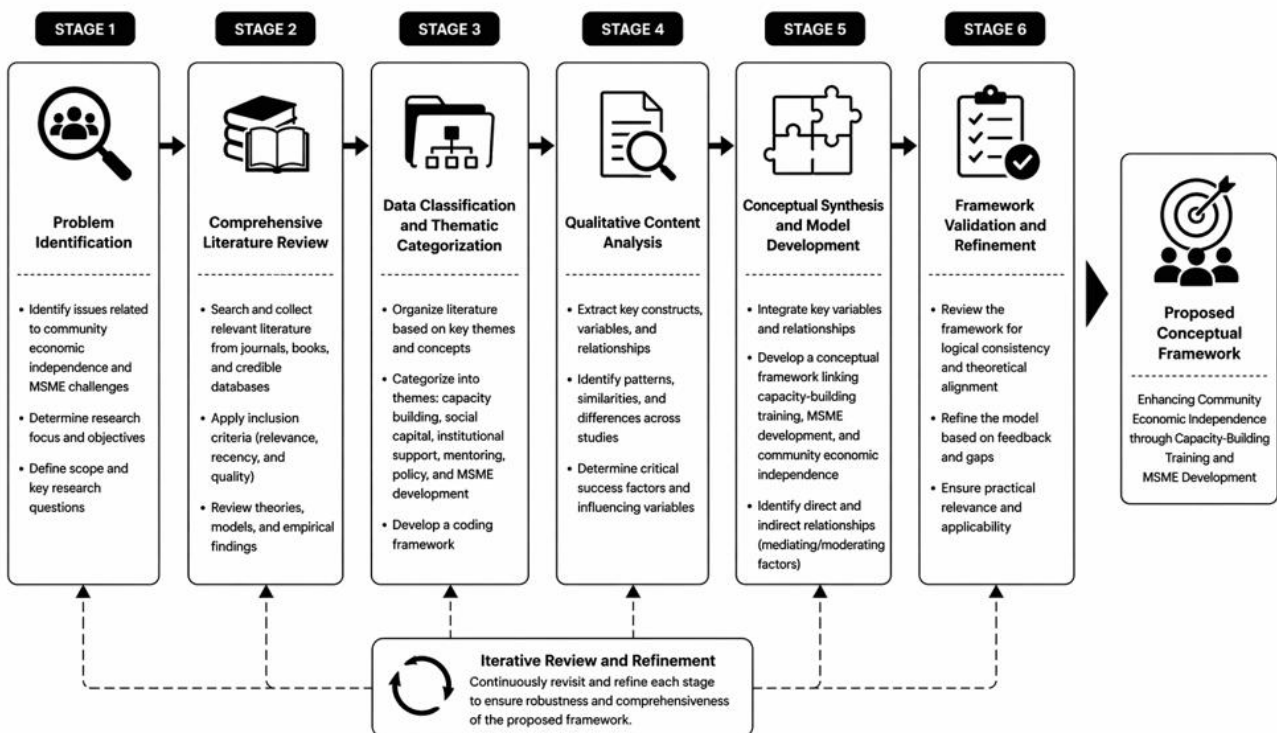 STAGE 1
Problem
Identification
• Identify issues related
to community
economic
independence and
MSME challenges
• Determine research
focus and objectives
• Define scope and
key research
questions
STAGE 2
Comprehensive
Literature Review
• Search and collect
relevant literature
from journals, books,
and credible
databases
• Apply inclusion
criteria (relevance,
recency, and
quality)
• Review theories,
models, and empirical
findings
STAGE 3
Data Classification
and Thematic
Categorization
• Organize literature
based on key themes
and concepts
• Categorize into
themes: capacity
building, social
capital, institutional
support, mentoring,
policy, and MSME
development
• Develop a coding
framework
STAGE 4
Qualitative Content
Analysis
• Extract key constructs,
variables, and
relationships
• Identify patterns,
similarities, and
differences across
studies
• Determine critical
success factors and
influencing variables
STAGE 5
Conceptual Synthesis
and Model
Development
• Integrate key variables
and relationships
• Develop a conceptual
framework linking
capacity-building
training, MSME
development, and
community economic
independence
• Identify direct and
indirect relationships
(mediating/moderating
factors)
STAGE 6
Framework
Validation and
Refinement
• Review the
framework for
logical consistency
and theoretical
alignment
• Refine the model
based on feedback
and gaps
• Ensure practical
relevance and
applicability
Proposed
Conceptual
Framework
Enhancing Community
Economic Independence
through Capacity-Building
Training and
MSME Development
Iterative Review and Refinement
Continuously revisit and refine each stage
to ensure robustness and comprehensiveness
of the proposed framework.